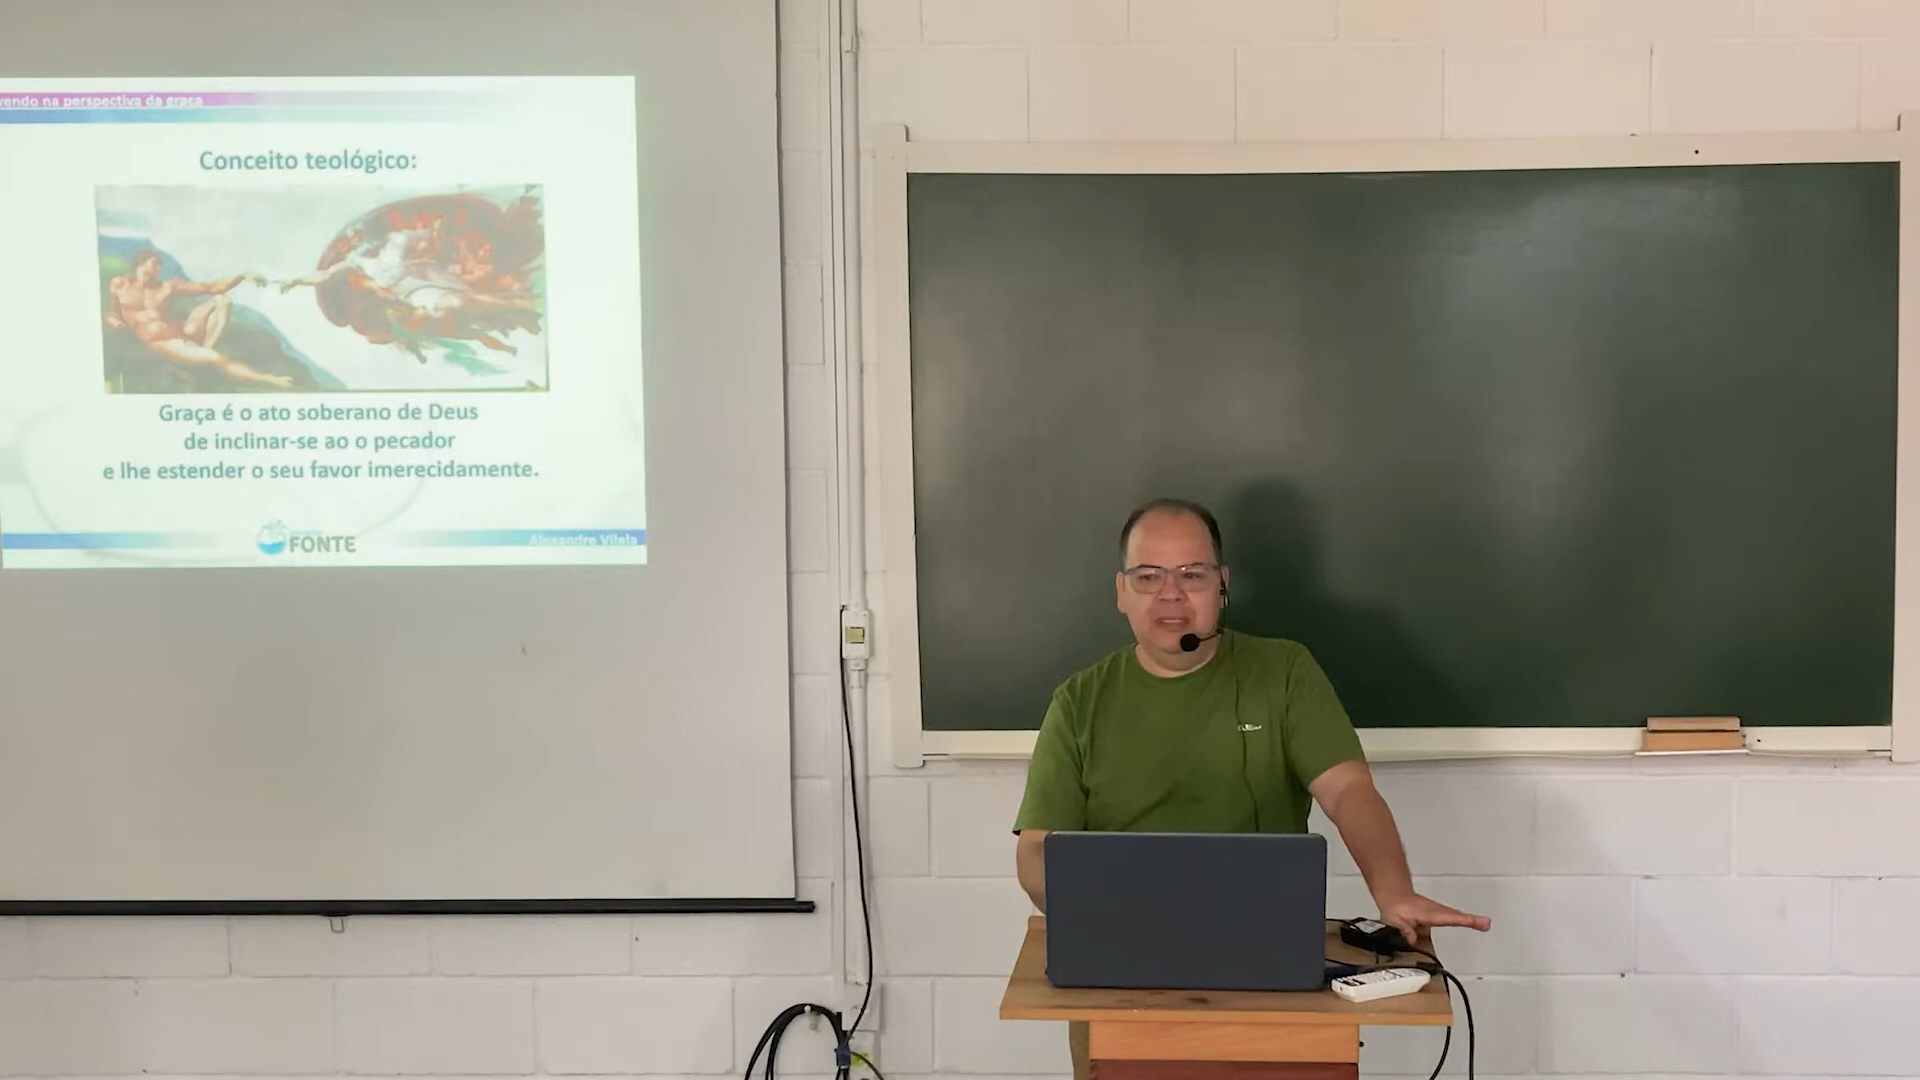 vendo na perspectiva da graça
Conceito teológico:
Graça é o ato soberano de Deus
de inclinar-se ao o pecador
e lhe estender o seu favor imerecidamente.
FONTE
Alexandre Vilela